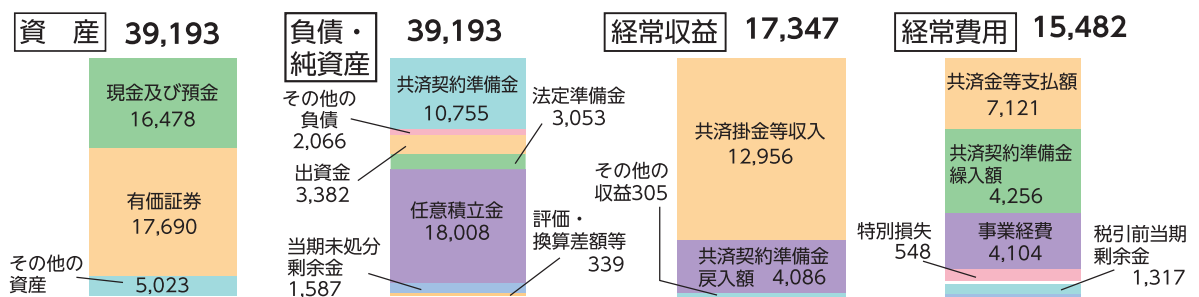 資　産　39,193
現金及び預金
16,478
有価証券
17,690
その他の
資産
5,023
負債・
純資産
39,193
共済契約準備金
10,755
その他の
負債
2,066
法定準備金
3,053
出資金
3,382
任意積立金
18,008
評価・
換算差額等
339
当期未処分
剰余金
1,587
経常収益　17,347
共済掛金等収入
12,956
その他の
収益305
共済契約準備金
戻入額　4,086
経常費用　15,482
共済金等支払額
7,121
共済契約準備金
繰入額
4,256
事業経費
4,104
特別損失
548
税引前当期
剰余金
1,317